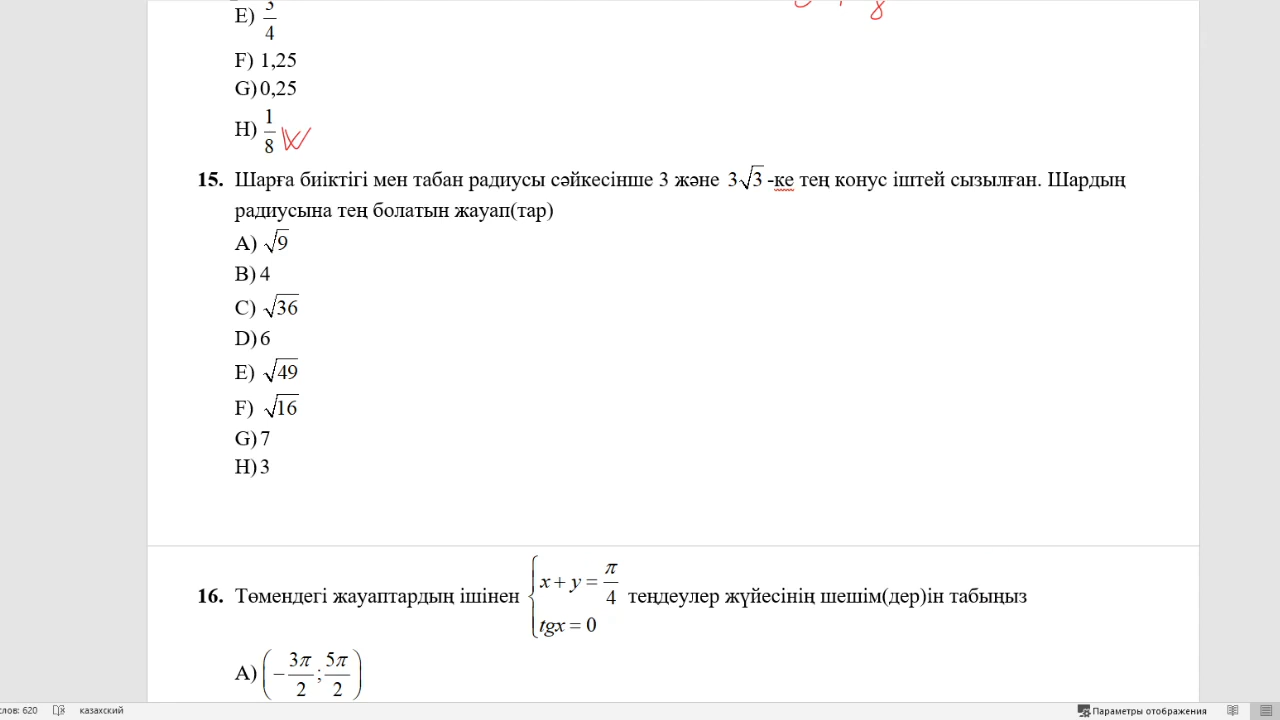 E) 3/4
F) 1,25
G) 0,25
H) 1/8
15. Шарға биіктігі мен табан радиусы сәйкесінше 3 және 3√3 -ке тең конус іштей сызылған. Шардың
радиусына тең болатын жауап(тар)
A) √9
B) 4
C) √36
D) 6
E) √49
F) √16
G) 7
H) 3
16. Төмендегі жауаптардың ішінен { x + y = π/4 теңдеулер жүйесінің шешім(дер)ін табыңыз
tgx = 0
A) (-3π/2 ; 5π/2)
слов: 620 казахский Параметры отображения